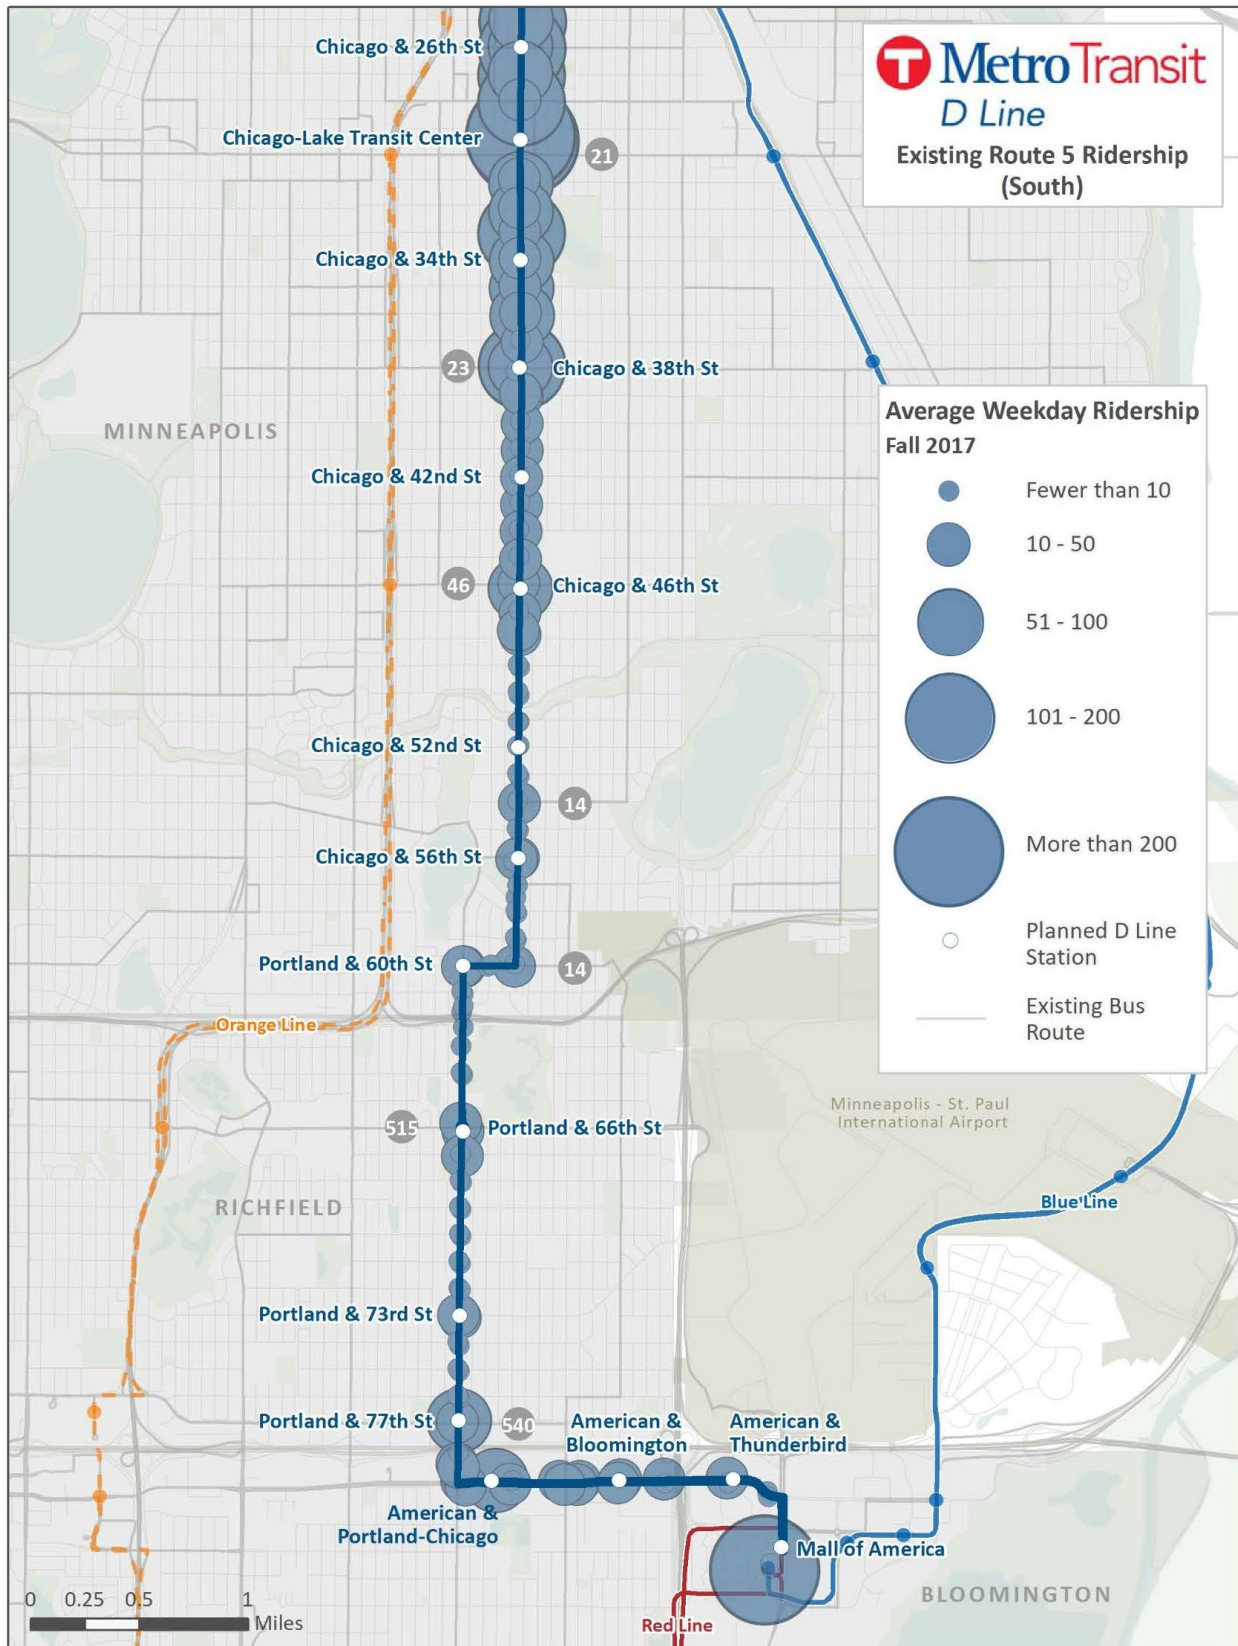 T MetroTransit
D Line
Existing Route 5 Ridership
(South)
Chicago & 26th St
Chicago-Lake Transit Center
21
Chicago & 34th St
23
Chicago & 38th St
MINNEAPOLIS
Chicago & 42nd St
46
Chicago & 46th St
Chicago & 52nd St
14
Chicago & 56th St
Portland & 60th St
14
Orange Line
515
Portland & 66th St
RICHFIELD
Portland & 73rd St
Portland & 77th St
540
American &
Bloomington
American &
Thunderbird
American &
Portland-Chicago
Mall of America
BLOOMINGTON
Red Line
Blue Line
Minneapolis - St. Paul
International Airport
Average Weekday Ridership
Fall 2017
Fewer than 10
10 - 50
51 - 100
101 - 200
More than 200
Planned D Line
Station
Existing Bus
Route
0 0.25 0.5 1
Miles